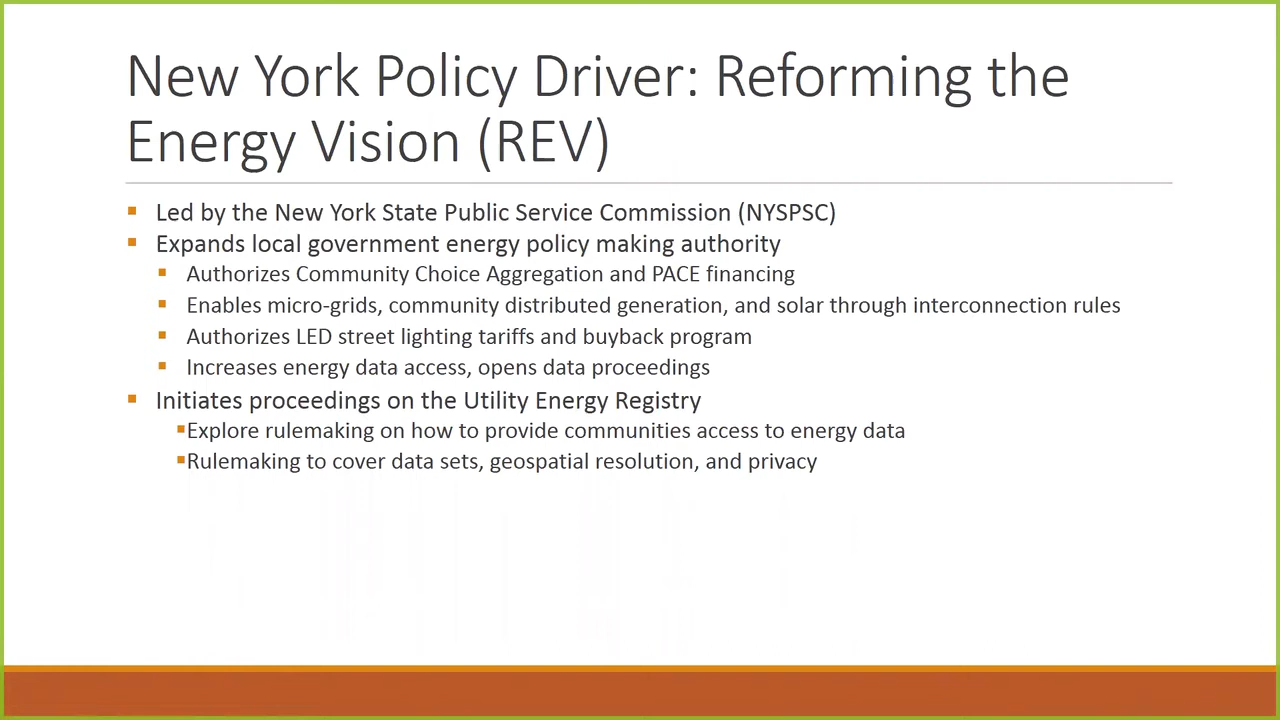 New York Policy Driver: Reforming the
Energy Vision (REV)
Led by the New York State Public Service Commission (NYSPSC)
Expands local government energy policy making authority
Authorizes Community Choice Aggregation and PACE financing
Enables micro-grids, community distributed generation, and solar through interconnection rules
Authorizes LED street lighting tariffs and buyback program
Increases energy data access, opens data proceedings
Initiates proceedings on the Utility Energy Registry
Explore rulemaking on how to provide communities access to energy data
Rulemaking to cover data sets, geospatial resolution, and privacy